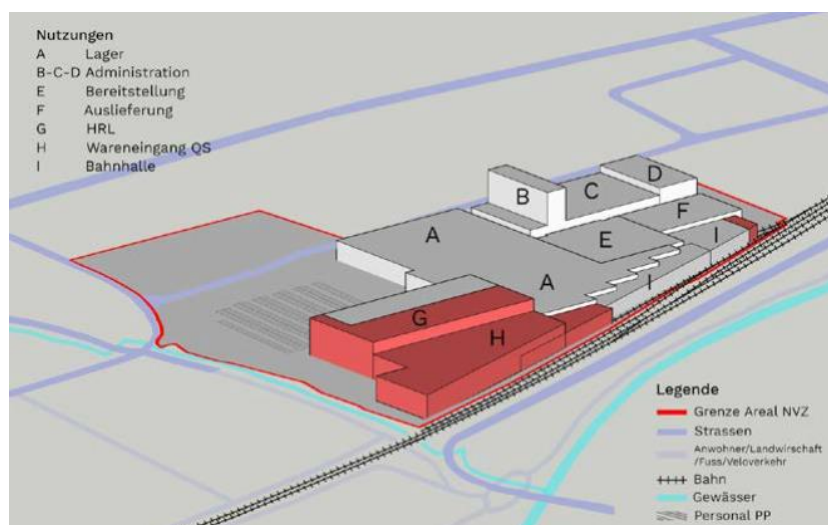 Nutzungen
A Lager
B-C-D Administration
E Bereitstellung
F Auslieferung
G HRL
H Wareneingang QS
I Bahnhalle
B
C
D
A
E
F
I
A
I
G
H
Legende
Grenze Areal NVZ
Strassen
Anwohner/Landwirschaft
/Fuss/Veloverkehr
Bahn
Gewässer
Personal PP